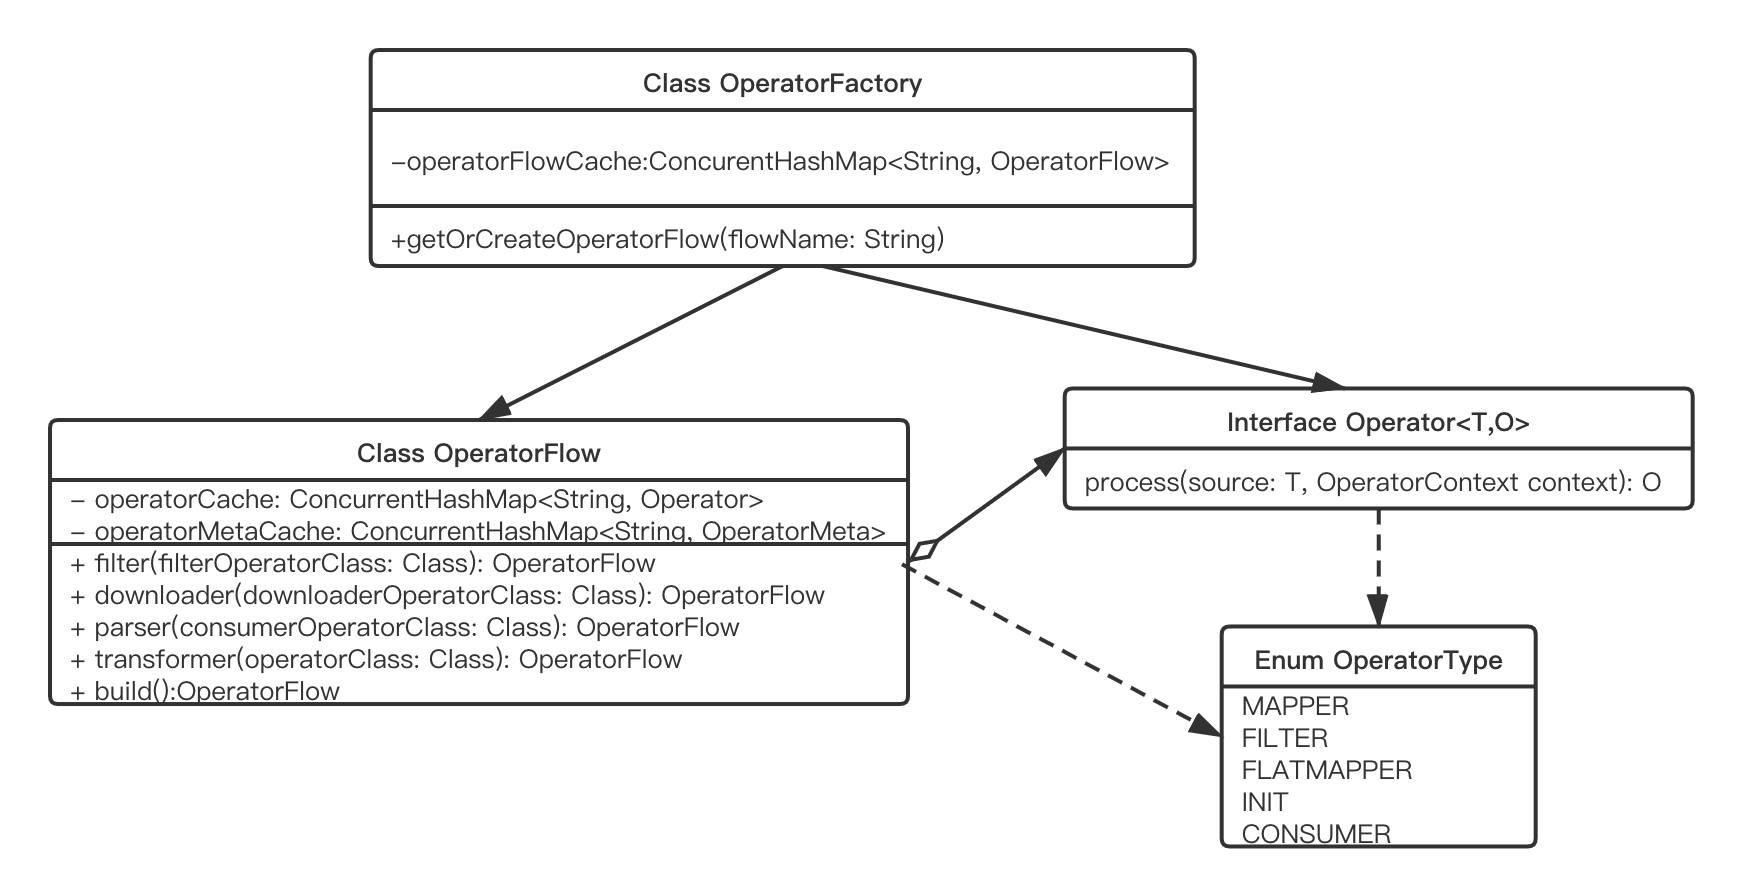 Class OperatorFactory
–operatorFlowCache:ConcurentHashMap<String, OperatorFlow>
+getOrCreateOperatorFlow(flowName: String)
Class OperatorFlow
– operatorCache: ConcurrentHashMap<String, Operator>
– operatorMetaCache: ConcurrentHashMap<String, OperatorMeta>
+ filter(filterOperatorClass: Class): OperatorFlow
+ downloader(downloaderOperatorClass: Class): OperatorFlow
+ parser(consumerOperatorClass: Class): OperatorFlow
+ transformer(operatorClass: Class): OperatorFlow
+ build():OperatorFlow
Interface Operator<T,O>
process(source: T, OperatorContext context): O
Enum OperatorType
MAPPER
FILTER
FLATMAPPER
INIT
CONSUMER